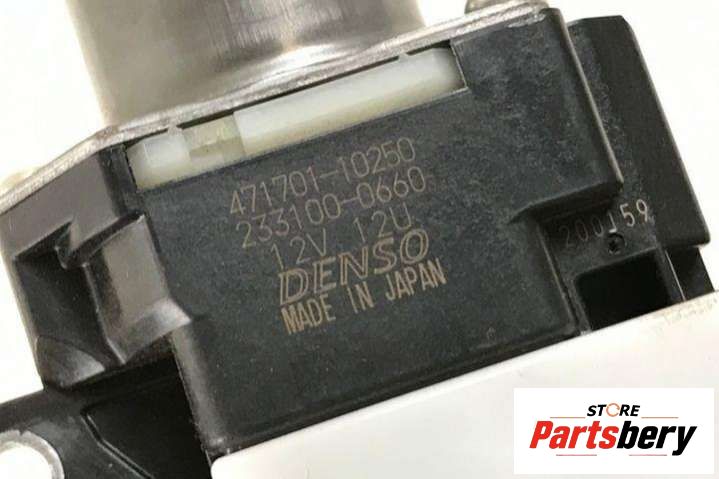 471701-10250
233100-0660
12V 12U
DENSO
MADE IN JAPAN
200159
STORE
Partsbery